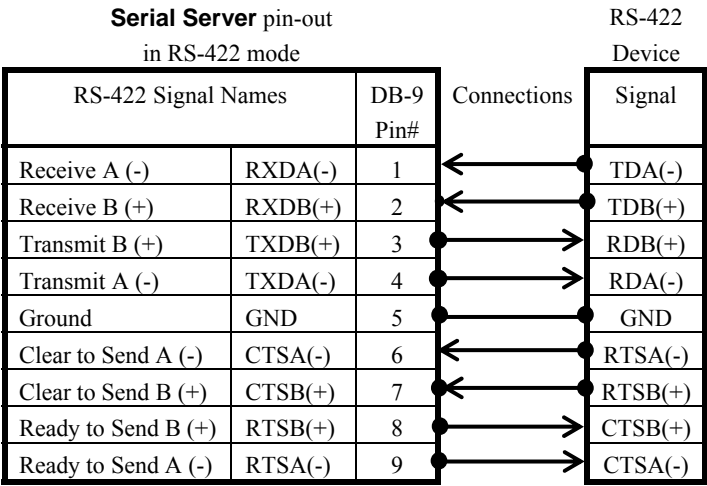 Serial Server pin-out RS-422
in RS-422 mode Device
RS-422 Signal Names DB-9 Connections Signal
Pin#
Receive A (-) RXDA(-) 1 TDA(-)
Receive B (+) RXDB(+) 2 TDB(+)
Transmit B (+) TXDB(+) 3 RDB(+)
Transmit A (-) TXDA(-) 4 RDA(-)
Ground GND 5 GND
Clear to Send A (-) CTSA(-) 6 RTSA(-)
Clear to Send B (+) CTSB(+) 7 RTSB(+)
Ready to Send B (+) RTSB(+) 8 CTSB(+)
Ready to Send A (-) RTSA(-) 9 CTSA(-)